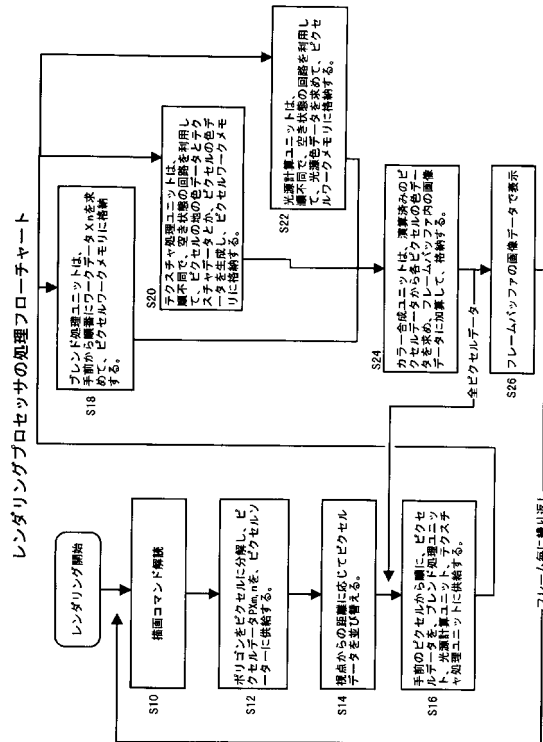 レンダリングプロセッサの処理フローチャート
レンダリング開始
描画コマンド解読
S10
ポリゴンをピクセルに分解し、ピ
クセルデータPXm,nを、ピクセルソ
ーターに供給する。
S12
視点からの距離に応じてピクセル
データを並び替える。
S14
手前のピクセルから順に、ピクセ
ルデータを、ブレンド処理ユニッ
ト、光源計算ユニット、テクスチ
ャ処理ユニットに供給する。
S16
ブレンド処理ユニットは、
手前から順番にワークデータXnを求
めて、ピクセルワークメモリに格納
する。
S18
テクスチャ処理ユニットは、
順不同で、空き状態の回路を利用し
て、ピクセルの地の色データとテク
スチャデータとから、ピクセルの色デ
ータを生成し、ピクセルワークメモ
リに格納する。
S20
光源計算ユニットは、
順不同で、空き状態の回路を利用し
て、光源色データを求めて、ピクセ
ルワークメモリに格納する。
S22
カラー合成ユニットは、演算済みのピ
クセルデータから各ピクセルの色デー
タを求め、フレームバッファ内の画像
データに加算して、格納する。
S24
全ピクセルデータ
フレームバッファの画像データで表示
S26
フレーム毎に繰り返し